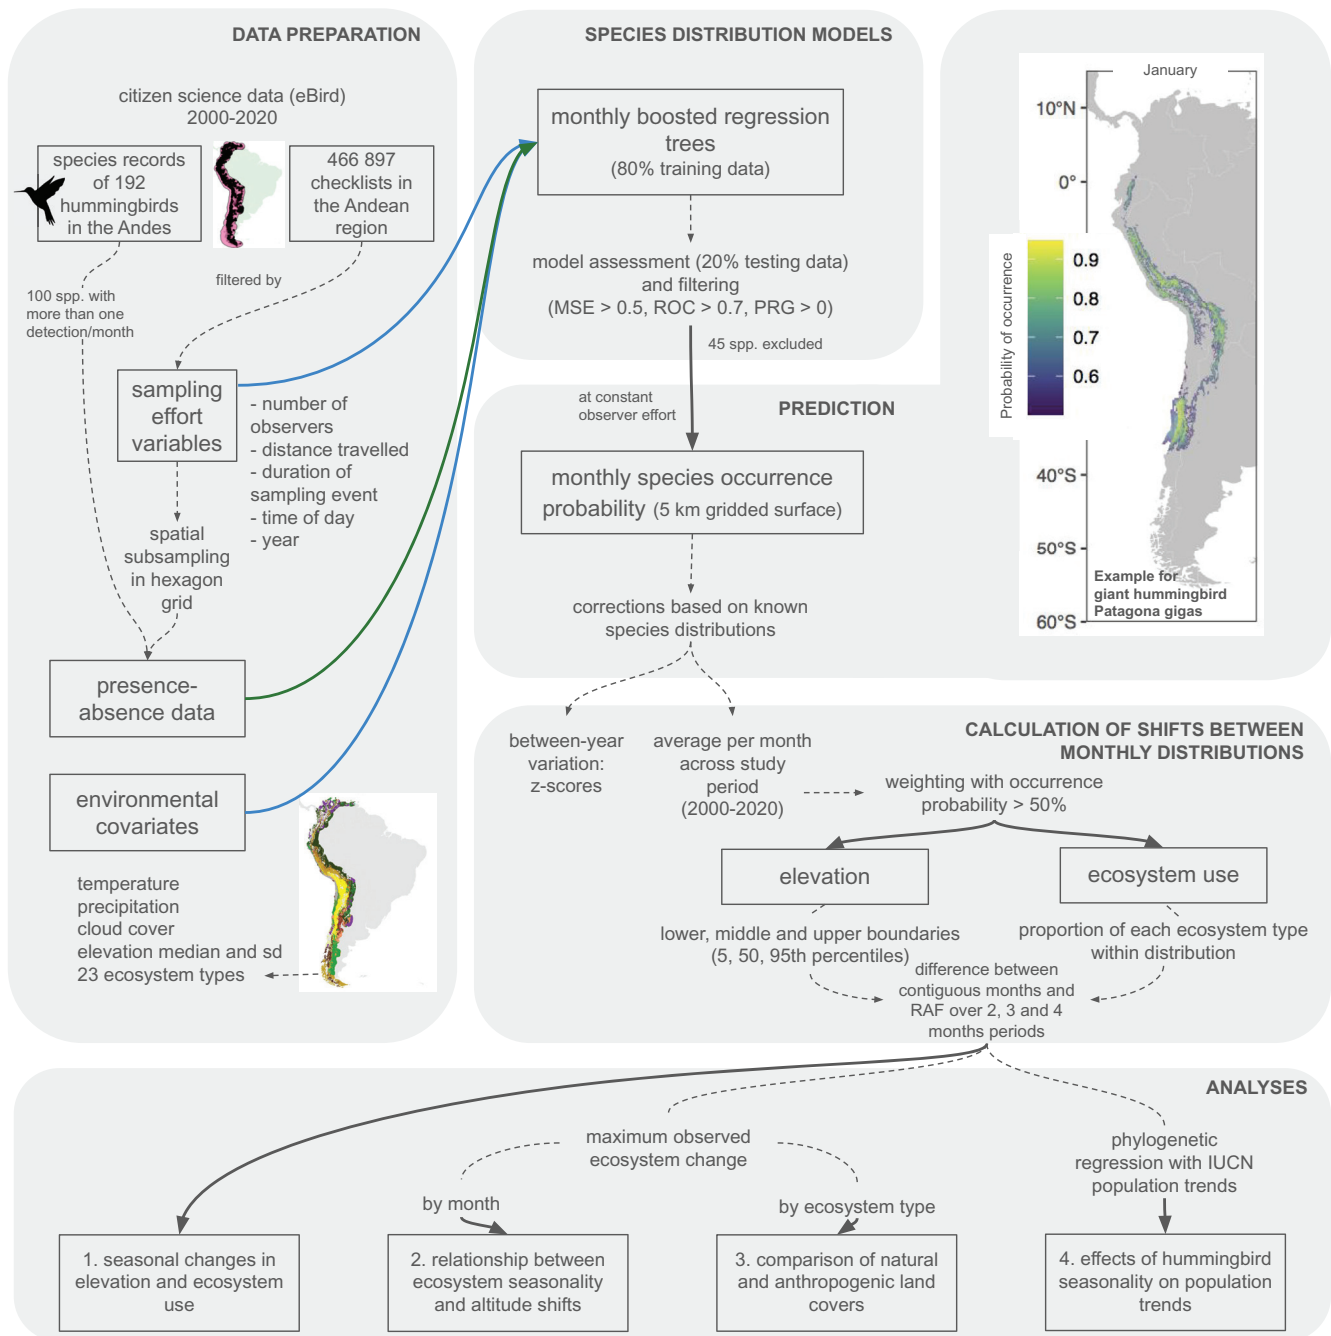 DATA PREPARATION
citizen science data (eBird)
2000-2020
species records
of 192
hummingbirds
in the Andes
466 897
checklists in
the Andean
region
filtered by
100 spp. with
more than one
detection/month
sampling
effort
variables
- number of
observers
- distance travelled
- duration of
sampling event
- time of day
- year
spatial
subsampling
in hexagon
grid
presence-
absence data
environmental
covariates
temperature
precipitation
cloud cover
elevation median and sd
23 ecosystem types
SPECIES DISTRIBUTION MODELS
monthly boosted regression
trees
(80% training data)
model assessment (20% testing data)
and filtering
(MSE > 0.5, ROC > 0.7, PRG > 0)
45 spp. excluded
at constant
observer effort
PREDICTION
monthly species occurrence
probability (5 km gridded surface)
corrections based on known
species distributions
between-year
variation:
z-scores
average per month
across study
period
(2000-2020)
January
10°N
0°
40°S
50°S
60°S
Probability of occurrence
0.9
0.8
0.7
0.6
Example for
giant hummingbird
Patagona gigas
CALCULATION OF SHIFTS BETWEEN
MONTHLY DISTRIBUTIONS
weighting with occurrence
probability > 50%
elevation
ecosystem use
lower, middle and upper boundaries
(5, 50, 95th percentiles)
proportion of each ecosystem type
within distribution
difference between
contiguous months and
RAF over 2, 3 and 4
months periods
ANALYSES
maximum observed
ecosystem change
by month
by ecosystem type
phylogenetic
regression with IUCN
population trends
1. seasonal changes in
elevation and ecosystem
use
2. relationship between
ecosystem seasonality
and altitude shifts
3. comparison of natural
and anthropogenic land
covers
4. effects of hummingbird
seasonality on population
trends